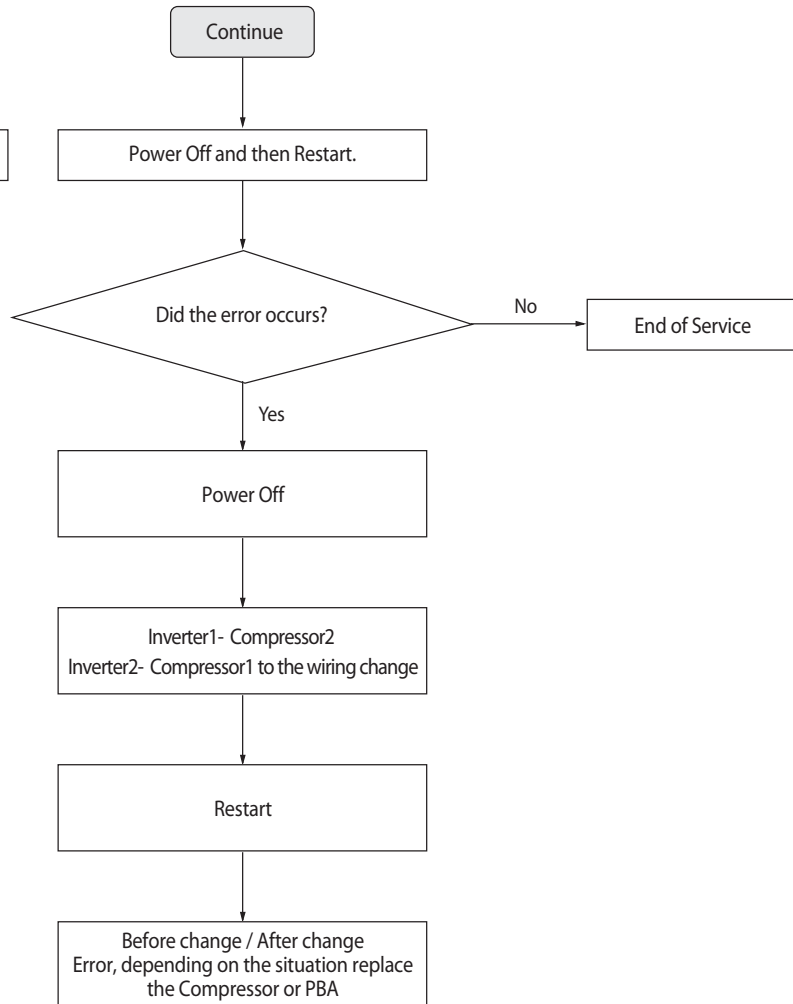 Continue
Power Off and then Restart.
Did the error occurs?
No
End of Service
Yes
Power Off
Inverter1- Compressor2
Inverter2- Compressor1 to the wiring change
Restart
Before change / After change
Error, depending on the situation replace
the Compressor or PBA